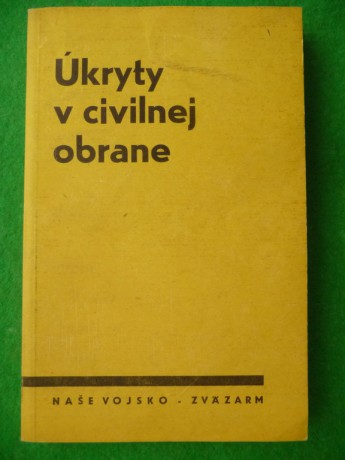 Úkryty
v civilnej
obrane
NAŠE VOJSKO - ZVÄZARM